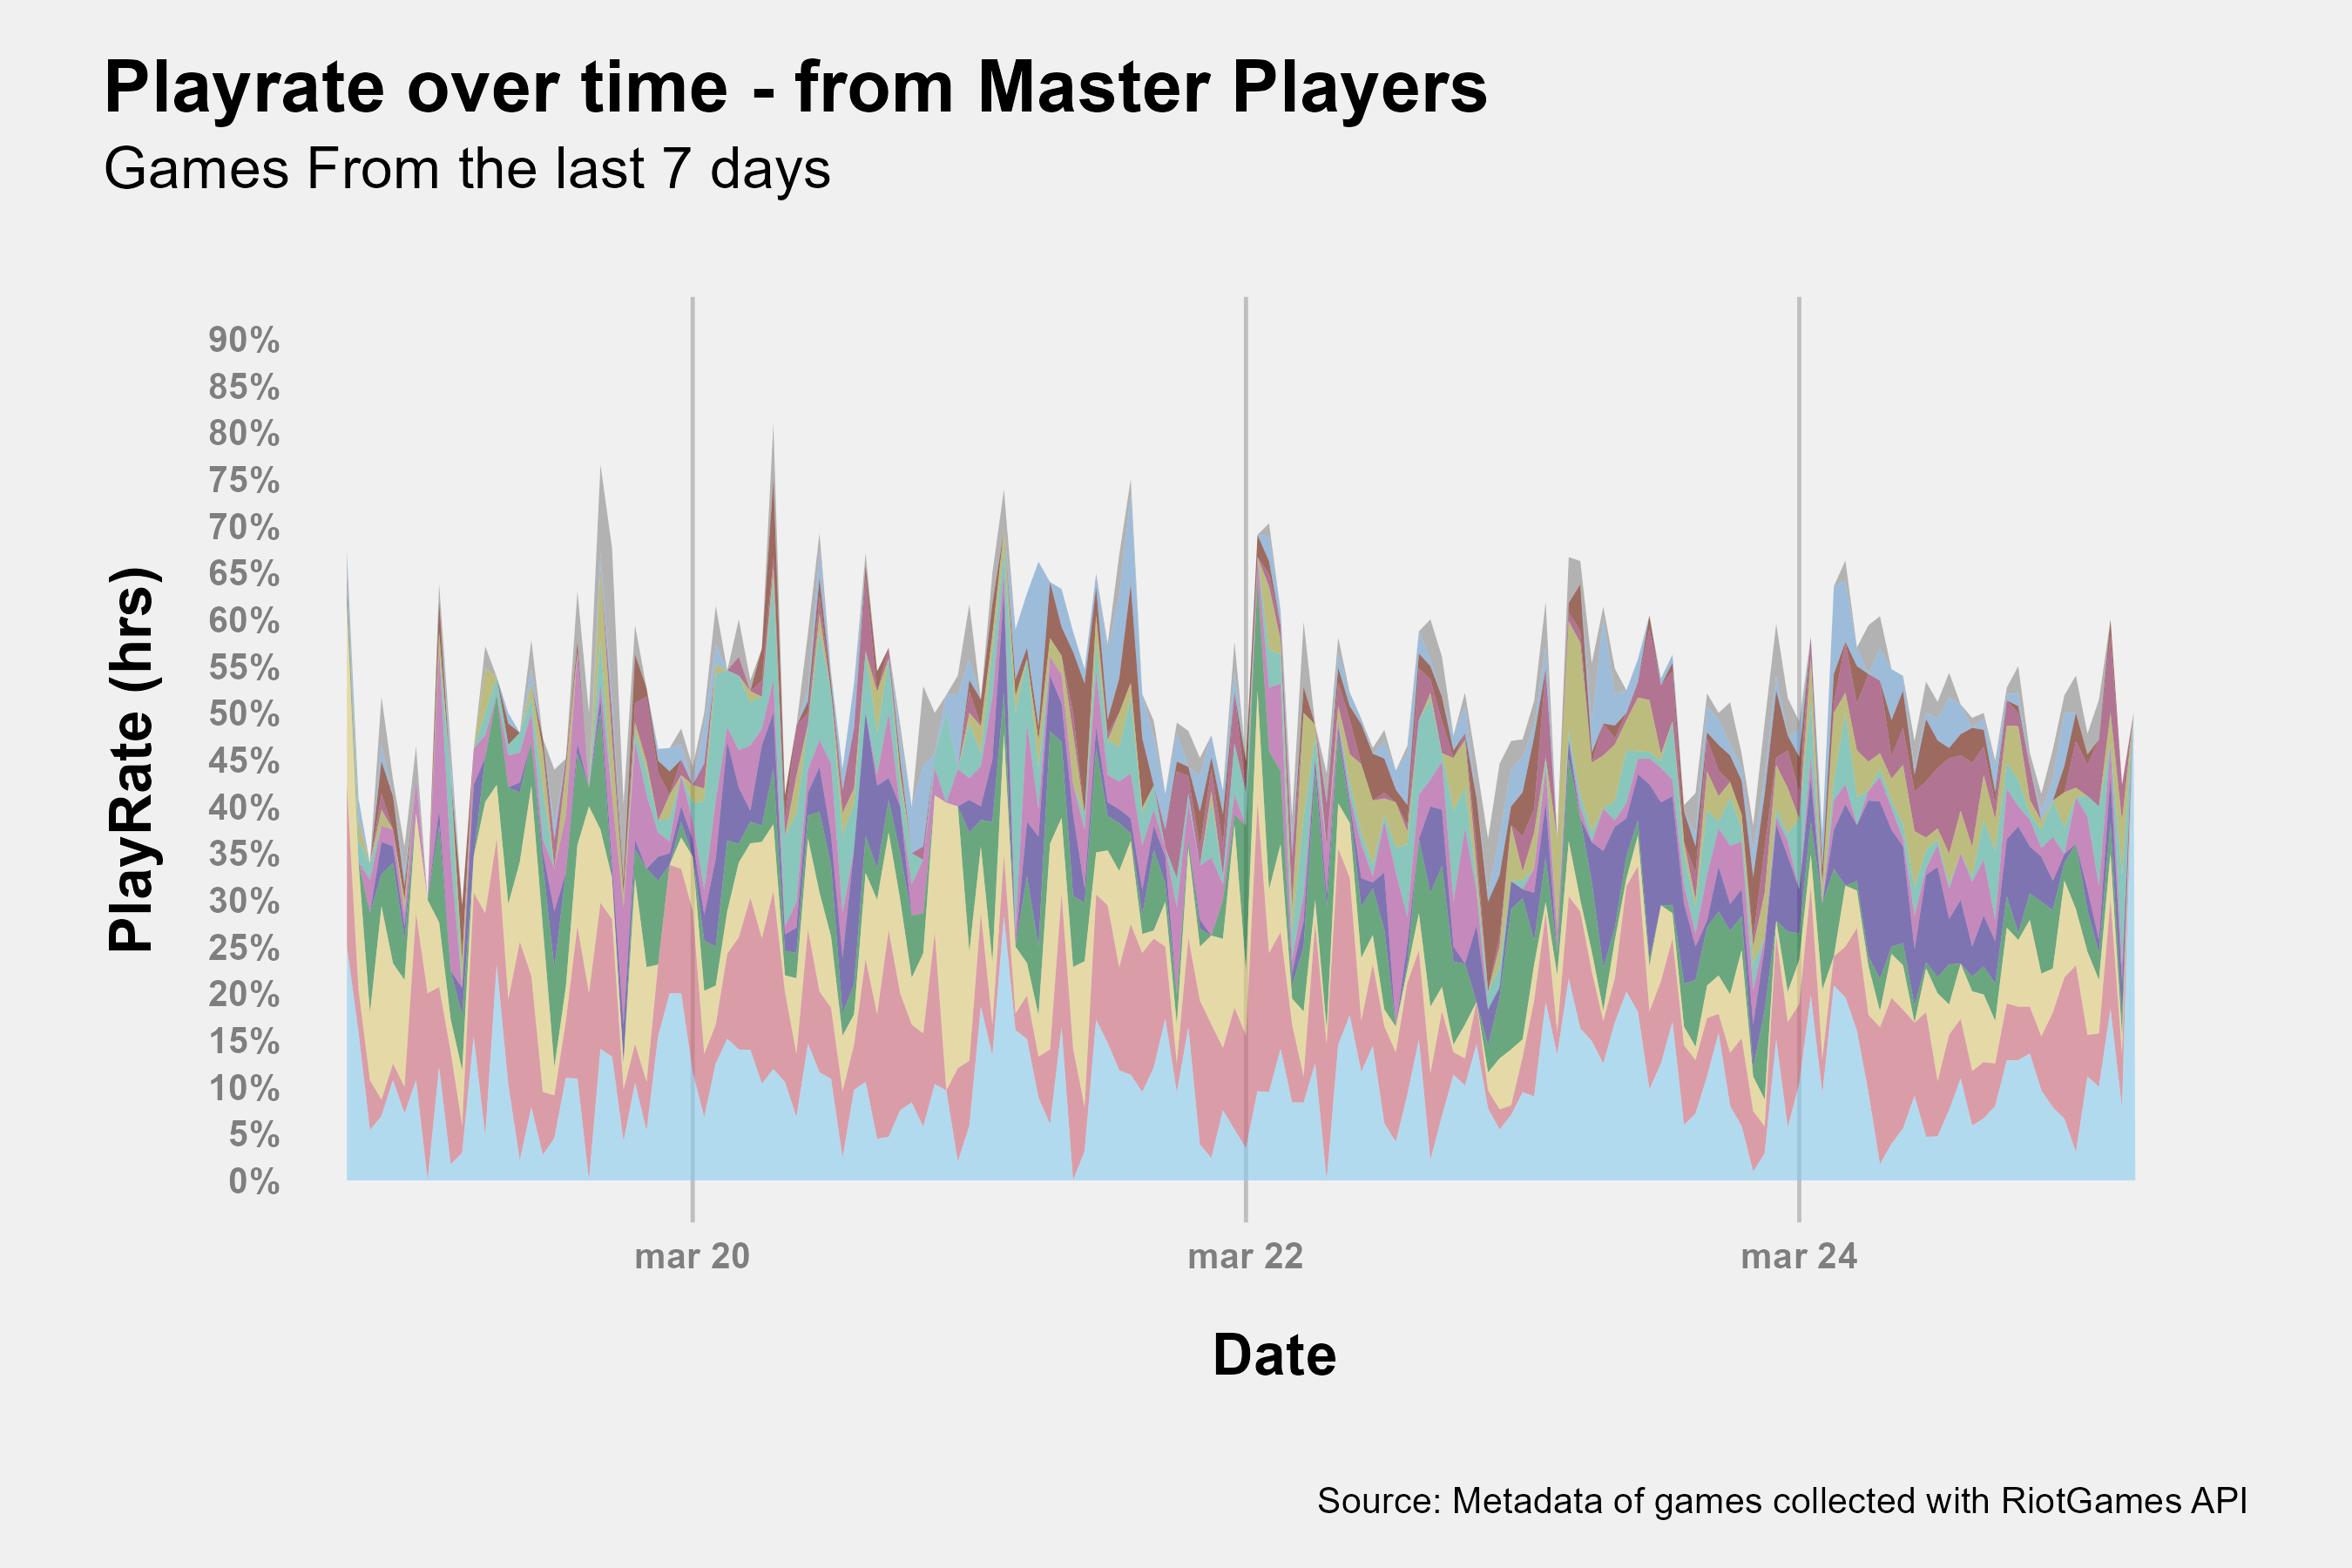 Playrate over time - from Master Players
Games From the last 7 days
PlayRate (hrs)
90%
85%
80%
75%
70%
65%
60%
55%
50%
45%
40%
35%
30%
25%
20%
15%
10%
5%
0%
mar 20
mar 22
mar 24
Date
Source: Metadata of games collected with RiotGames API